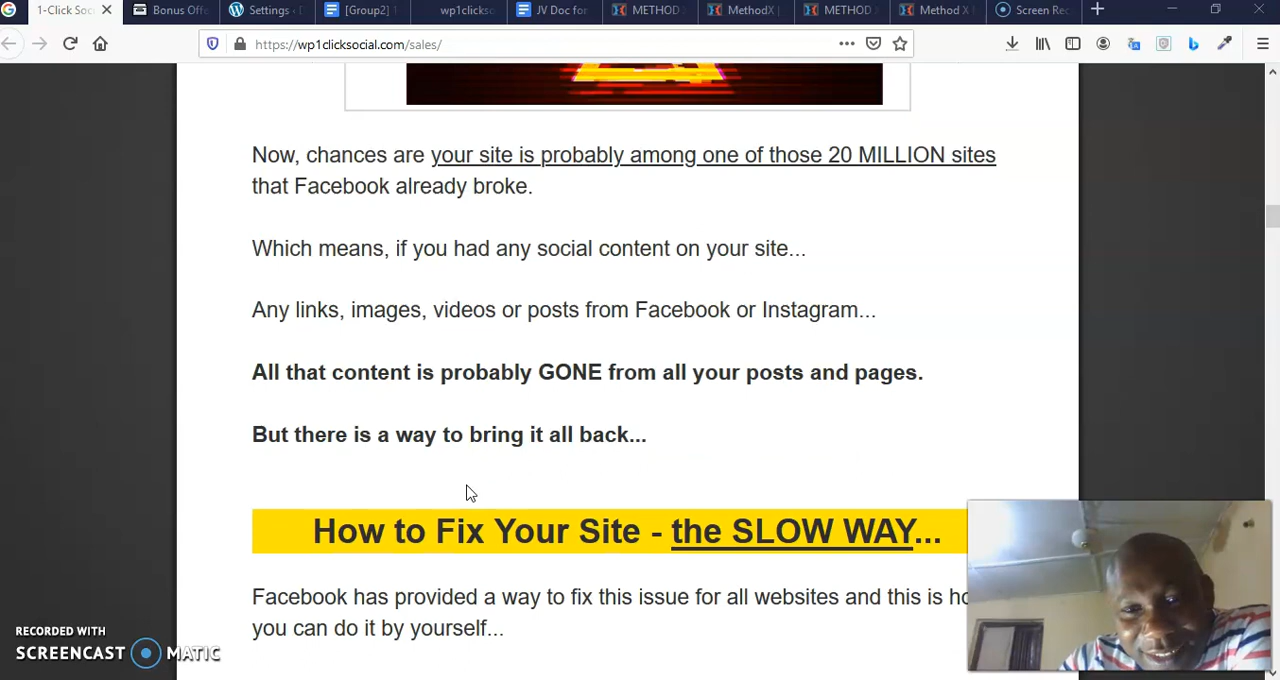 1-Click Soc
Bonus Offe
Settings ‹
[Group2] 1
wp1clickso
JV Doc for
METHOD
MethodX |
METHOD
Method X |
Screen Rec
https://wp1clicksocial.com/sales/
Now, chances are your site is probably among one of those 20 MILLION sites
that Facebook already broke.
Which means, if you had any social content on your site...
Any links, images, videos or posts from Facebook or Instagram...
All that content is probably GONE from all your posts and pages.
But there is a way to bring it all back...
How to Fix Your Site - the SLOW WAY...
Facebook has provided a way to fix this issue for all websites and this is ho
you can do it by yourself...
RECORDED WITH
SCREENCAST MATIC